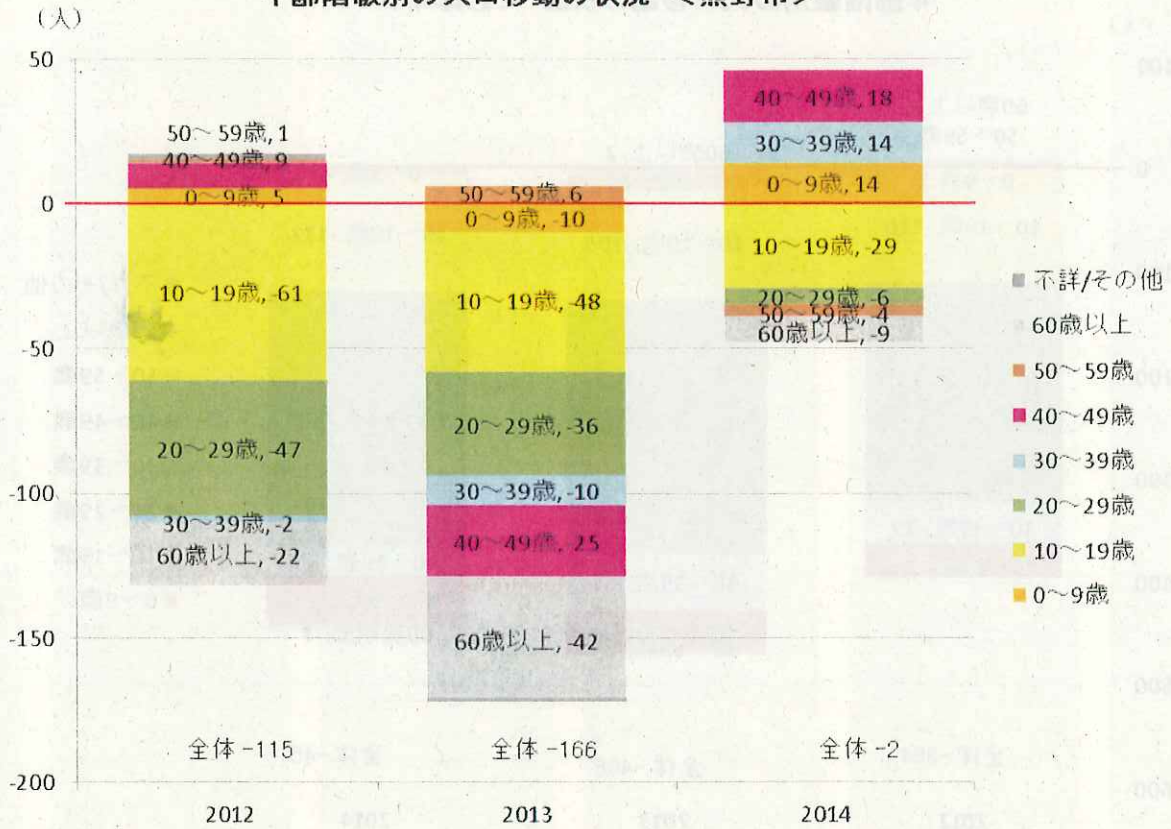 (人)
50
0
-50
-100
-150
-200
50～59歳, 1
40～49歳, 9
0～9歳, 5
10～19歳, -61
20～29歳, -47
30～39歳, -2
60歳以上, -22
全体 -115
2012
50～59歳, 6
0～9歳, -10
10～19歳, -48
20～29歳, -36
30～39歳, -10
40～49歳, -25
60歳以上, -42
全体 -166
2013
40～49歳, 18
30～39歳, 14
0～9歳, 14
10～19歳, -29
20～29歳, -6
50～59歳, -4
60歳以上, -9
全体 -2
2014
不詳/その他
60歳以上
50～59歳
40～49歳
30～39歳
20～29歳
10～19歳
0～9歳